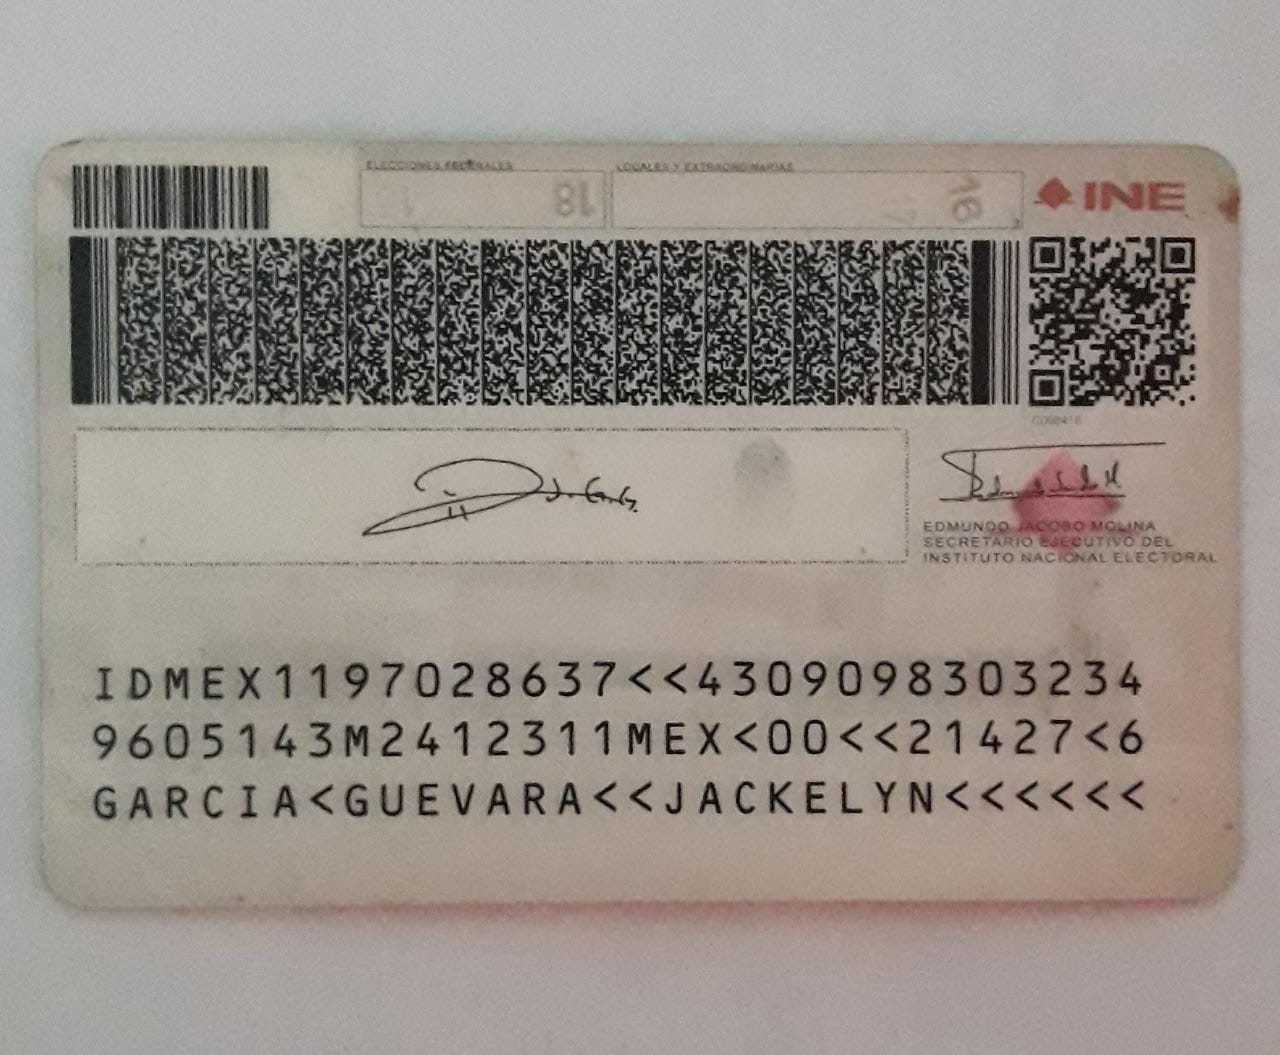 ELECCIONES FEDERALES
LOCALES Y EXTRAORDINARIAS
18
16
INE
EDMUNDO JACOBO MOLINA
SECRETARIO EJECUTIVO DEL
INSTITUTO NACIONAL ELECTORAL
IDMEX1197028637<<4309098303234
9605143M2412311MEX<00<<21427<6
GARCIA<GUEVARA<<JACKELYN<<<<<<